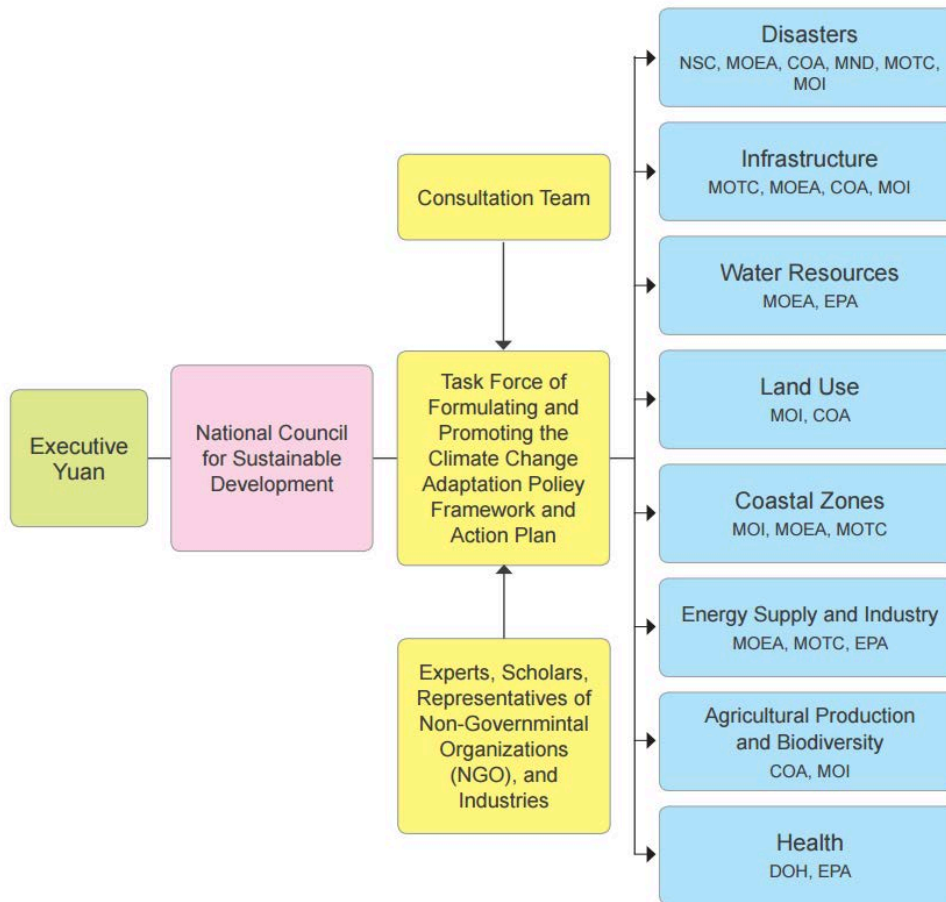 Executive
Yuan
National Council
for Sustainable
Development
Consultation Team
Task Force of
Formulating and
Promoting the
Climate Change
Adaptation Policy
Framework and
Action Plan
Experts, Scholars,
Representatives of
Non-Governmintal
Organizations
(NGO), and
Industries
Disasters
NSC, MOEA, COA, MND, MOTC,
MOI
Infrastructure
MOTC, MOEA, COA, MOI
Water Resources
MOEA, EPA
Land Use
MOI, COA
Coastal Zones
MOI, MOEA, MOTC
Energy Supply and Industry
MOEA, MOTC, EPA
Agricultural Production
and Biodiversity
COA, MOI
Health
DOH, EPA